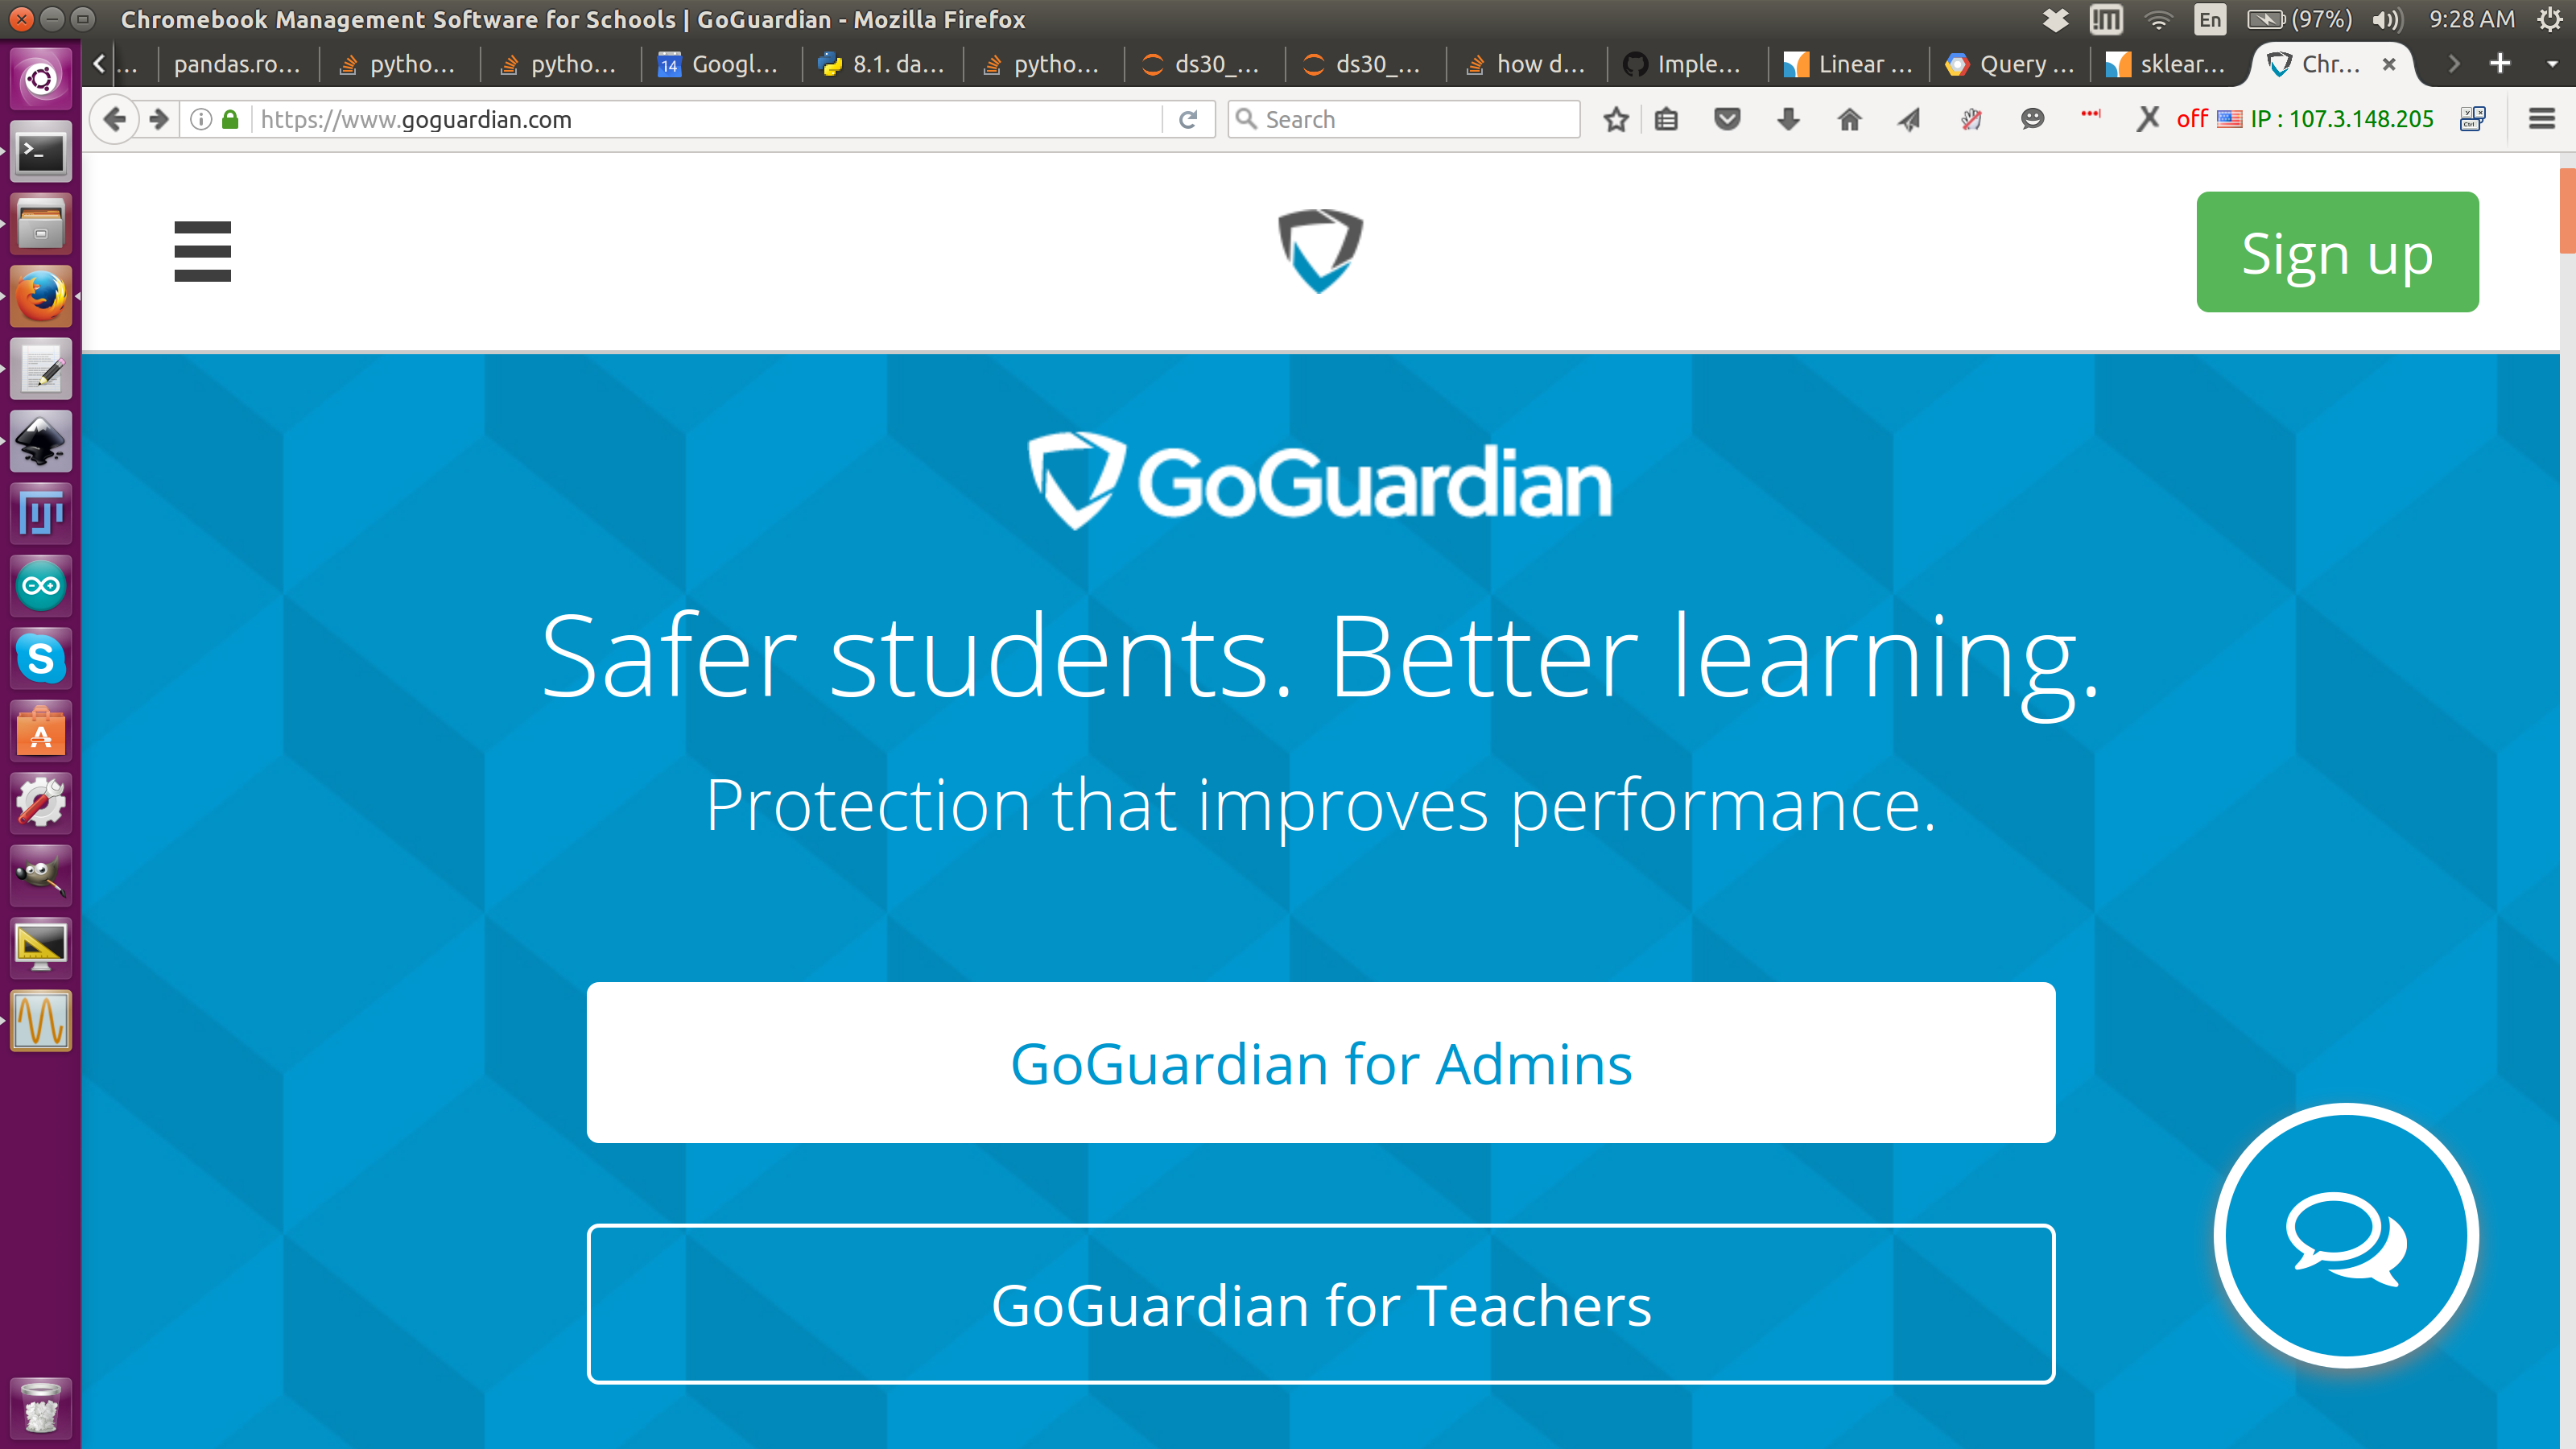 Chromebook Management Software for Schools | GoGuardian - Mozilla Firefox
En (97%) 9:28 AM
... pandas.ro... pytho... pytho... 14 Googl... 8.1. da... pytho... ds30_... ds30_... how d... Imple... Linear ... Query ... sklear... Chr...
https://www.goguardian.com
Search
off IP : 107.3.148.205
Sign up
GoGuardian
Safer students. Better learning.
Protection that improves performance.
GoGuardian for Admins
GoGuardian for Teachers